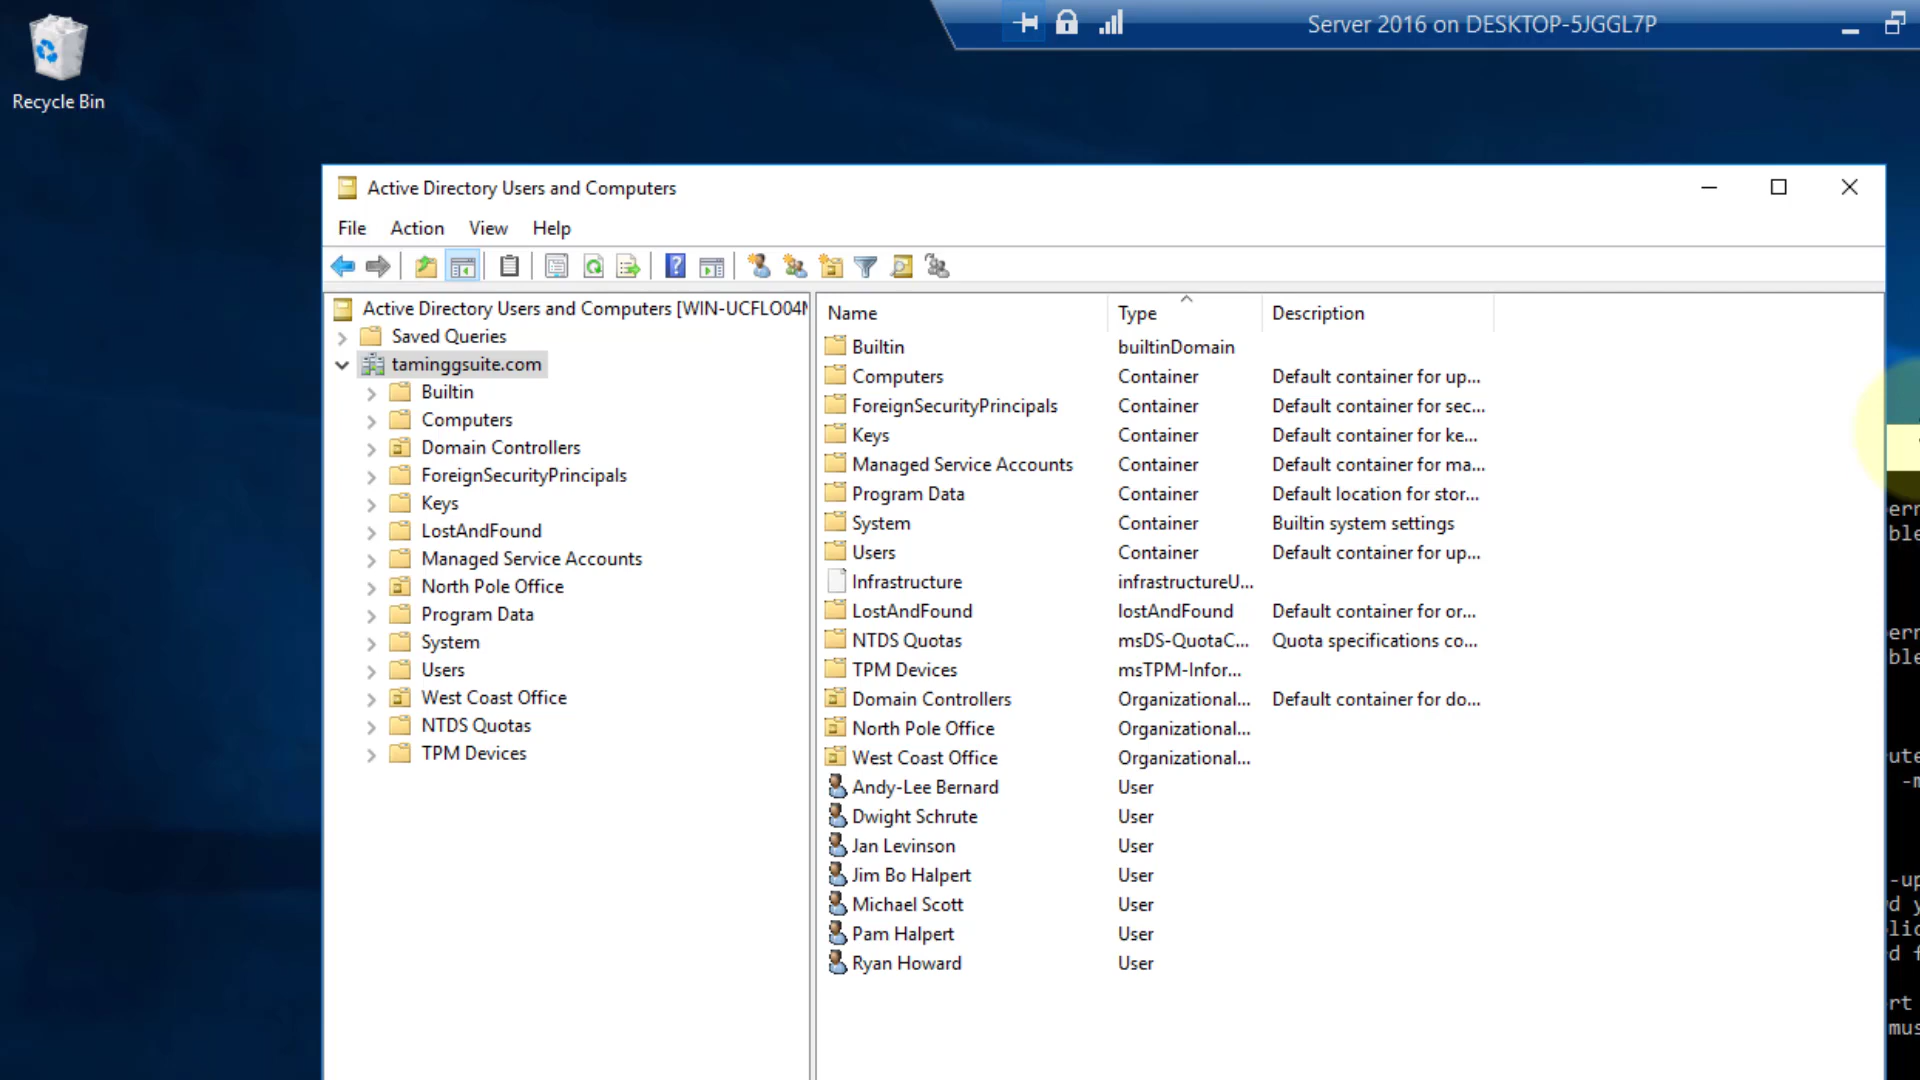 Recycle Bin
Server 2016 on DESKTOP-5JGGL7P
Active Directory Users and Computers
File Action View Help
Active Directory Users and Computers [WIN-UCFLO04M
Saved Queries
taminggsuite.com
Builtin
Computers
Domain Controllers
ForeignSecurityPrincipals
Keys
LostAndFound
Managed Service Accounts
North Pole Office
Program Data
System
Users
West Coast Office
NTDS Quotas
TPM Devices
Name Type Description
Builtin builtinDomain
Computers Container Default container for up...
ForeignSecurityPrincipals Container Default container for sec...
Keys Container Default container for ke...
Managed Service Accounts Container Default container for ma...
Program Data Container Default location for stor...
System Container Builtin system settings
Users Container Default container for up...
Infrastructure infrastructureU...
LostAndFound lostAndFound Default container for or...
NTDS Quotas msDS-QuotaC... Quota specifications co...
TPM Devices msTPM-Infor...
Domain Controllers Organizational... Default container for do...
North Pole Office Organizational...
West Coast Office Organizational...
Andy-Lee Bernard User
Dwight Schrute User
Jan Levinson User
Jim Bo Halpert User
Michael Scott User
Pam Halpert User
Ryan Howard User